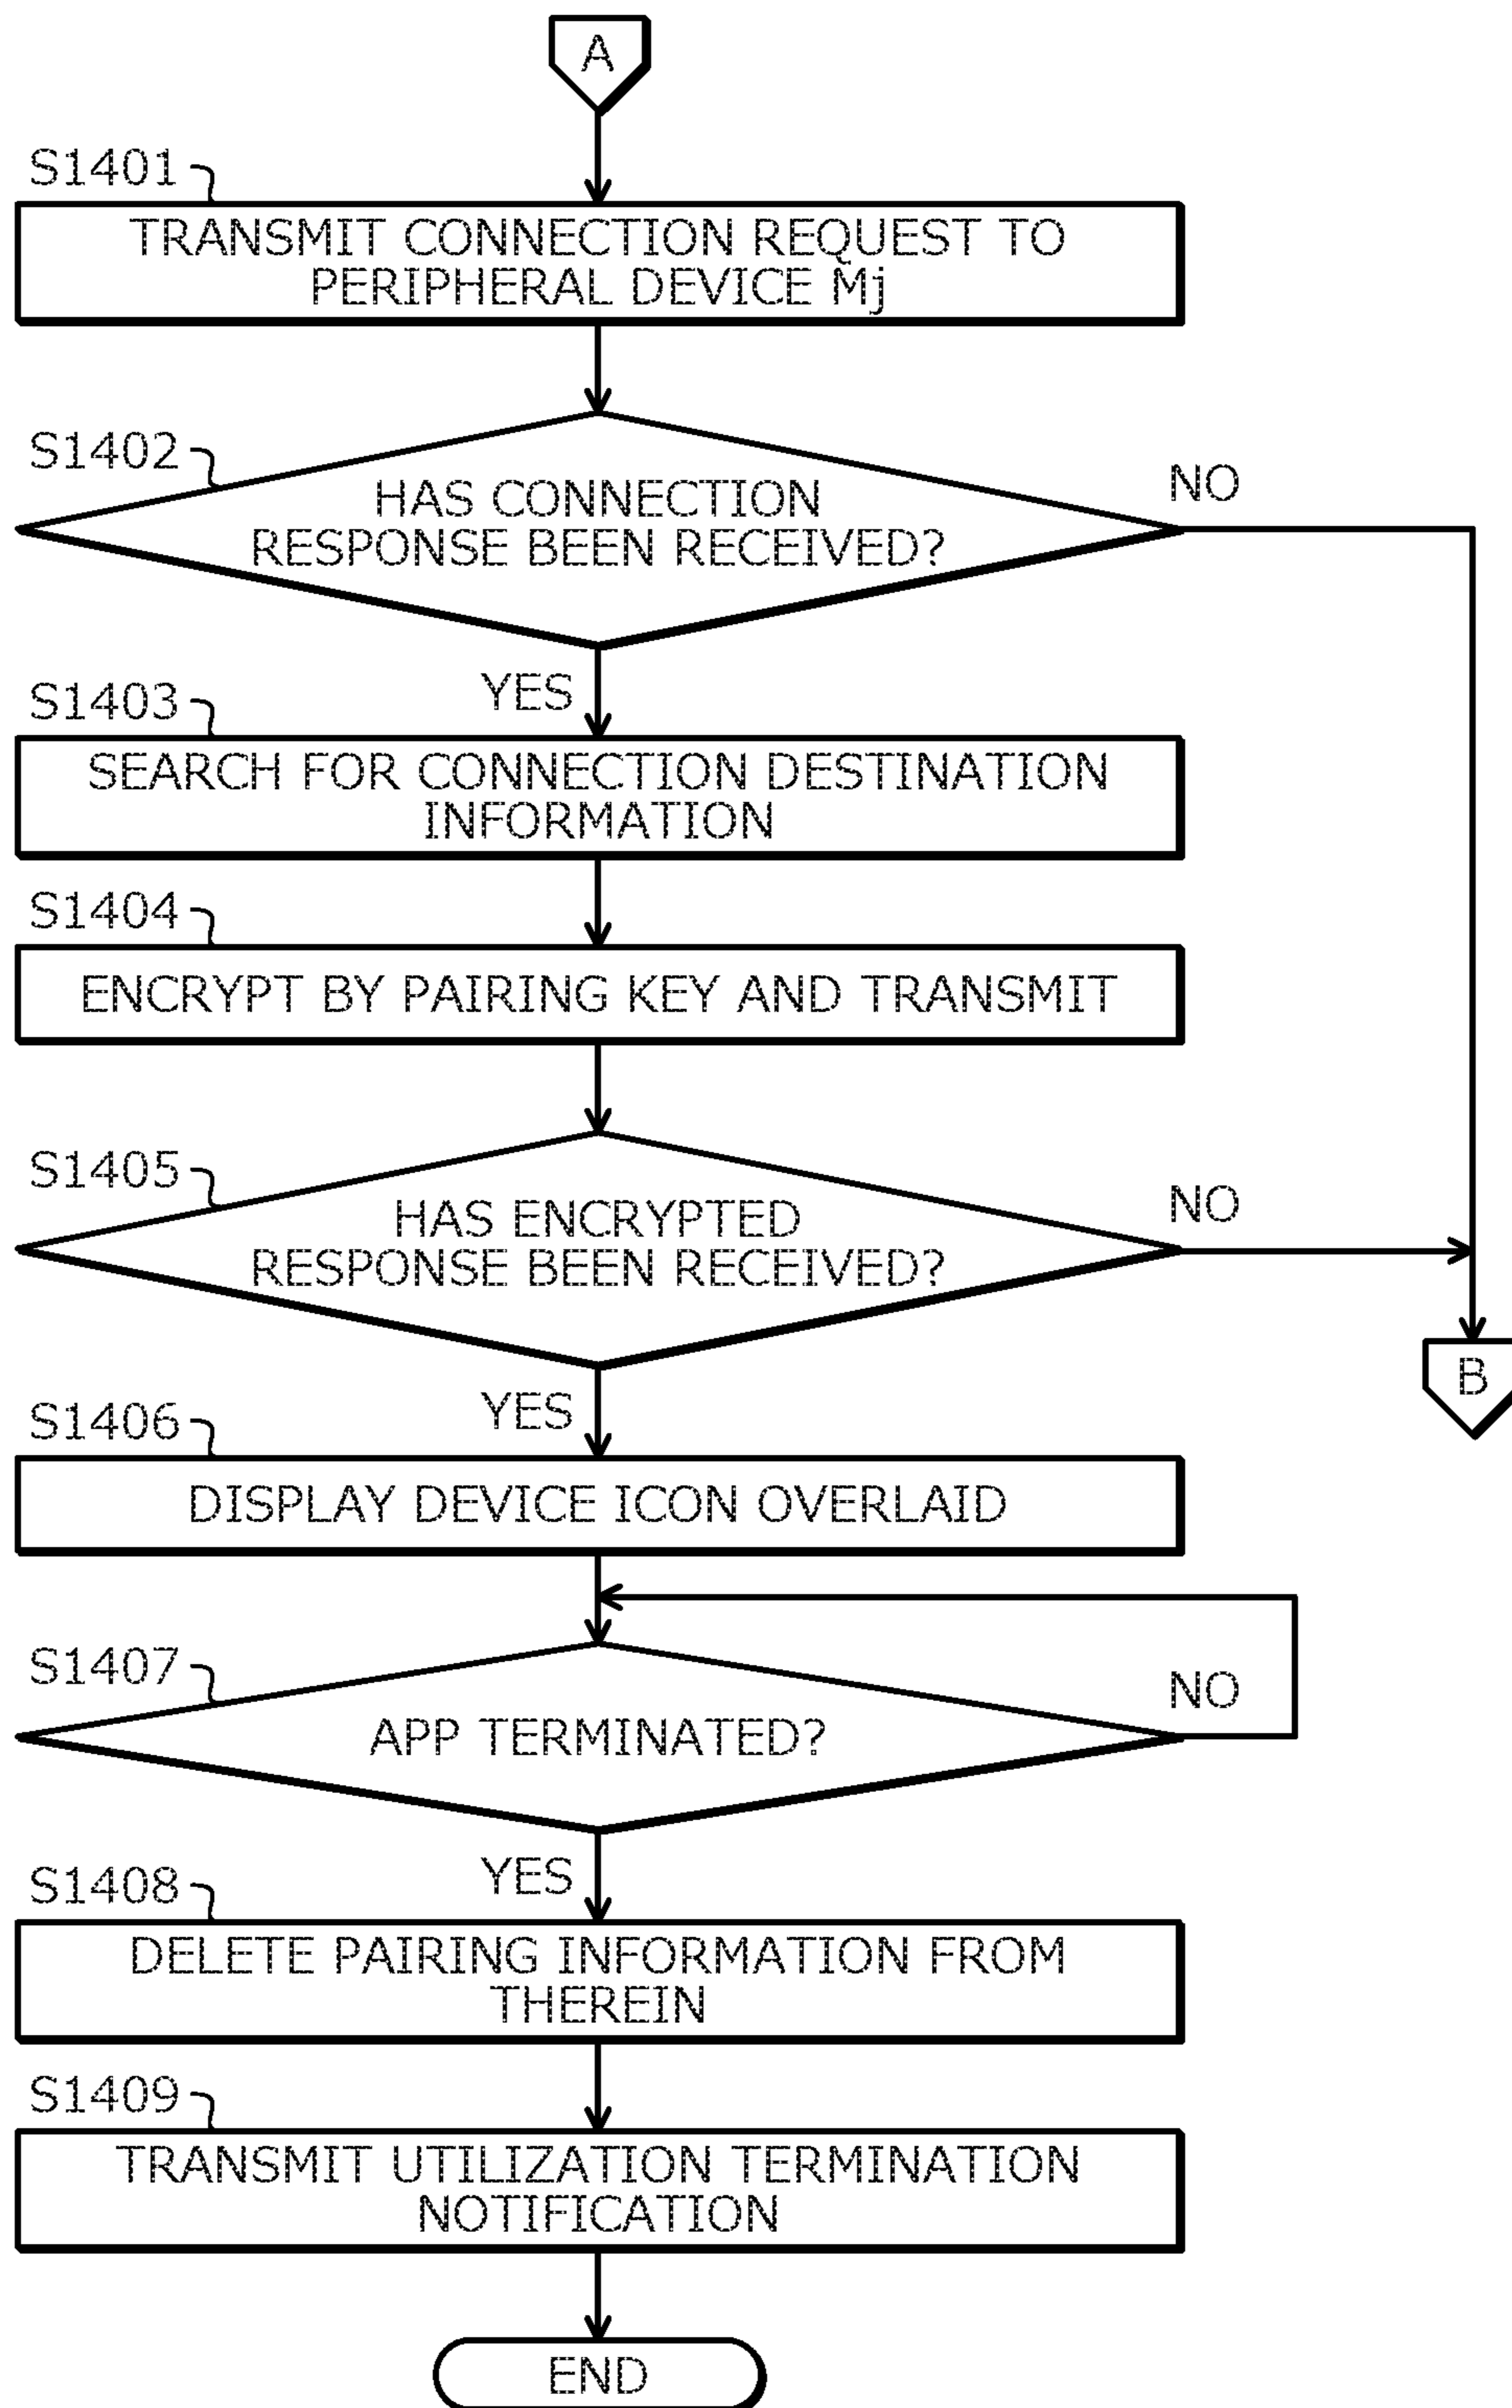 A
S1401
TRANSMIT CONNECTION REQUEST TO
PERIPHERAL DEVICE Mj
S1402
HAS CONNECTION
RESPONSE BEEN RECEIVED?
NO
YES
S1403
SEARCH FOR CONNECTION DESTINATION
INFORMATION
S1404
ENCRYPT BY PAIRING KEY AND TRANSMIT
S1405
HAS ENCRYPTED
RESPONSE BEEN RECEIVED?
NO
B
YES
S1406
DISPLAY DEVICE ICON OVERLAID
S1407
APP TERMINATED?
NO
YES
S1408
DELETE PAIRING INFORMATION FROM
THEREIN
S1409
TRANSMIT UTILIZATION TERMINATION
NOTIFICATION
END